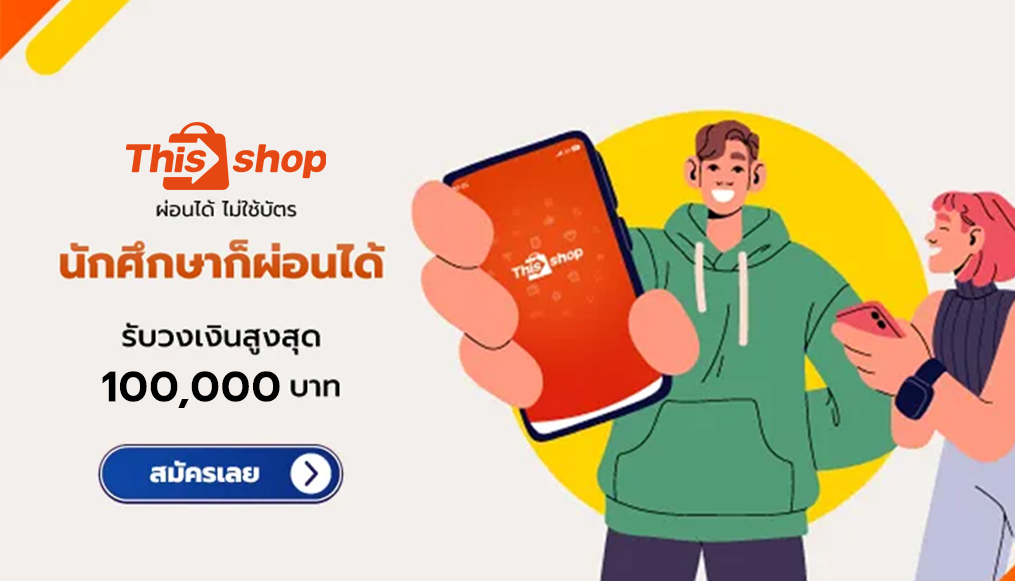 This shop
ผ่อนได้ ไม่ใช้บัตร
นักศึกษาก็ผ่อนได้
รับวงเงินสูงสุด
100,000 บาท
สมัครเลย
This shop